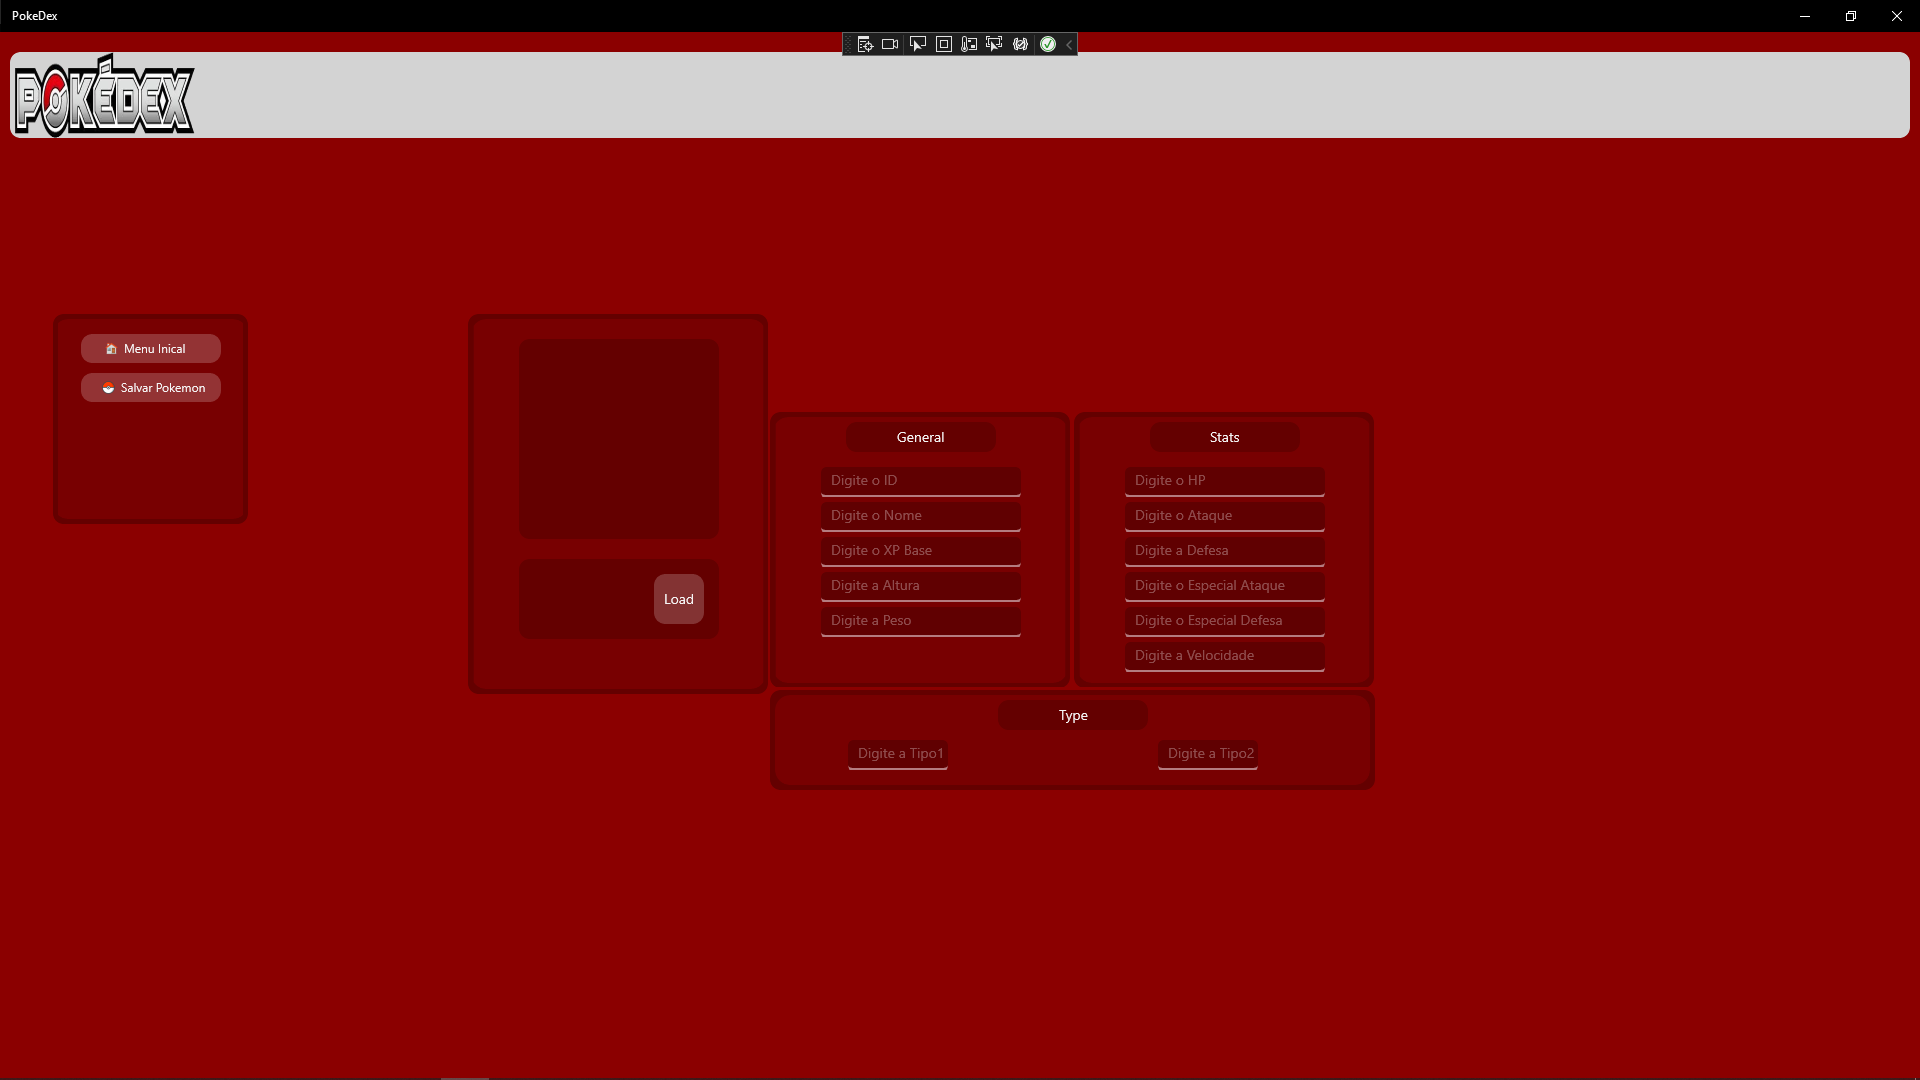 PokeDex
POKÉDEX
Menu Inical
Salvar Pokemon
Load
General
Digite o ID
Digite o Nome
Digite o XP Base
Digite a Altura
Digite a Peso
Stats
Digite o HP
Digite o Ataque
Digite a Defesa
Digite o Especial Ataque
Digite o Especial Defesa
Digite a Velocidade
Type
Digite a Tipo1
Digite a Tipo2